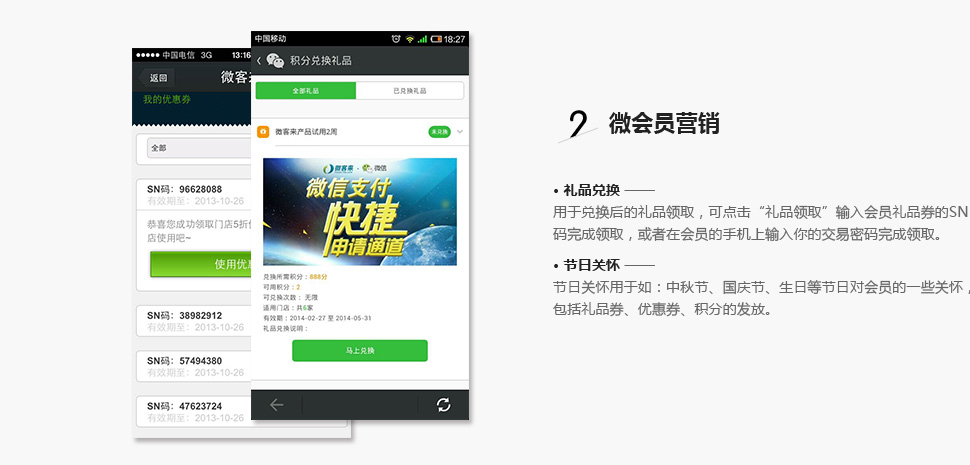 中国电信 3G 13:16
返回
微客
我的优惠券
全部
SN码：96628088
有效期至：2013-10-26
恭喜您成功领取门店5折
店使用吧~
使用优
SN码：38982912
有效期至：2013-10-26
SN码：57494380
有效期至：2013-10-26
SN码：47623724
有效期至：2013-10-26
中国移动 18:27
积分兑换礼品
全部礼品 已兑换礼品
微客来产品试用2周 未兑换
微客来 · 微信
微信支付
快捷
申请通道
兑换所需积分：888分
可用积分：2
可兑换次数：无限
适用门店：共6家
有效期：2014-02-27 至 2014-05-31
礼品兑换说明：
马上兑换
2 微会员营销
• 礼品兑换 ——
用于兑换后的礼品领取，可点击“礼品领取”输入会员礼品券的SN
码完成领取，或者在会员的手机上输入你的交易密码完成领取。
• 节日关怀 ——
节日关怀用于如：中秋节、国庆节、生日等节日对会员的一些关怀，
包括礼品券、优惠券、积分的发放。